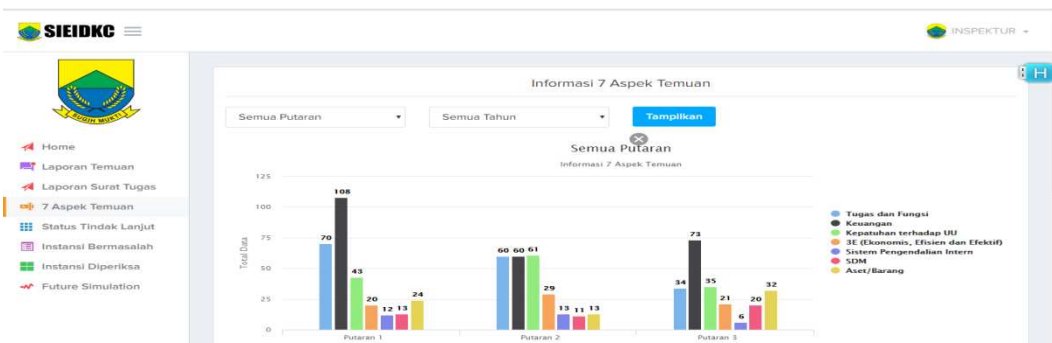 SIEIDKC
INSPEKTUR
SUGIH MUKTI
Home
Laporan Temuan
Laporan Surat Tugas
7 Aspek Temuan
Status Tindak Lanjut
Instansi Bermasalah
Instansi Diperiksa
Future Simulation
Informasi 7 Aspek Temuan
Semua Putaran
Semua Tahun
Tampilkan
Semua Putaran
Informasi 7 Aspek Temuan
Total Data
125
100
75
50
25
0
70 108 43 20 12 13 24
60 60 61 29 13 11 13
34 73 35 21 6 20 32
Putaran 1
Putaran 2
Putaran 3
Tugas dan Fungsi
Keuangan
Kepatuhan terhadap UU
3E (Ekonomis, Efisien dan Efektif)
Sistem Pengendalian Intern
SDM
Aset/Barang
H